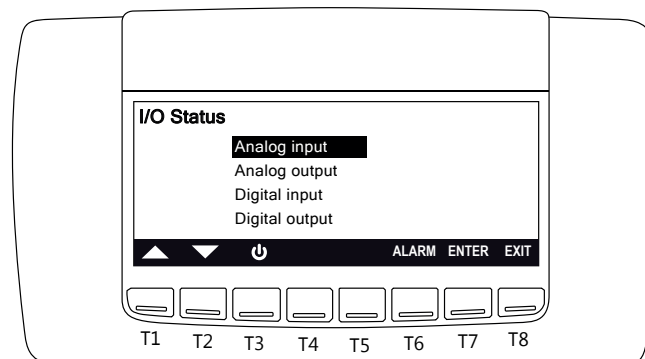 I/O Status
Analog input
Analog output
Digital input
Digital output
ALARM ENTER EXIT
T1 T2 T3 T4 T5 T6 T7 T8